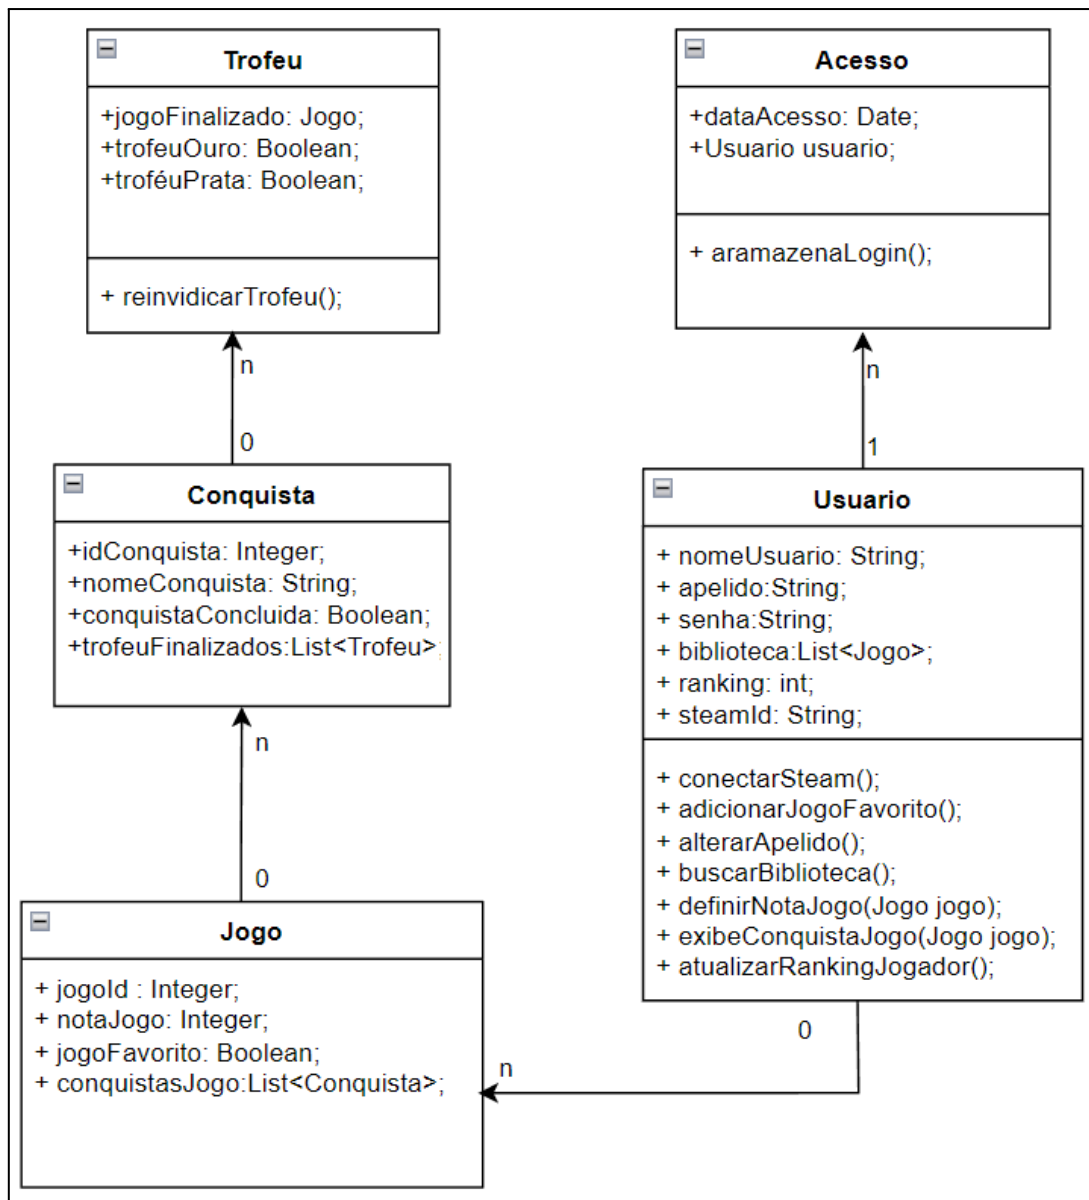 Trofeu
+jogoFinalizado: Jogo;
+trofeuOuro: Boolean;
+troféuPrata: Boolean;
+ reinvidicarTrofeu();
n
0
Conquista
+idConquista: Integer;
+nomeConquista: String;
+conquistaConcluida: Boolean;
+trofeuFinalizados:List<Trofeu>;
n
0
Jogo
+ jogoId : Integer;
+ notaJogo: Integer;
+ jogoFavorito: Boolean;
+ conquistasJogo:List<Conquista>;
Acesso
+dataAcesso: Date;
+Usuario usuario;
+ aramazenaLogin();
n
1
Usuario
+ nomeUsuario: String;
+ apelido:String;
+ senha:String;
+ biblioteca:List<Jogo>;
+ ranking: int;
+ steamId: String;
+ conectarSteam();
+ adicionarJogoFavorito();
+ alterarApelido();
+ buscarBiblioteca();
+ definirNotaJogo(Jogo jogo);
+ exibeConquistaJogo(Jogo jogo);
+ atualizarRankingJogador();
0
n